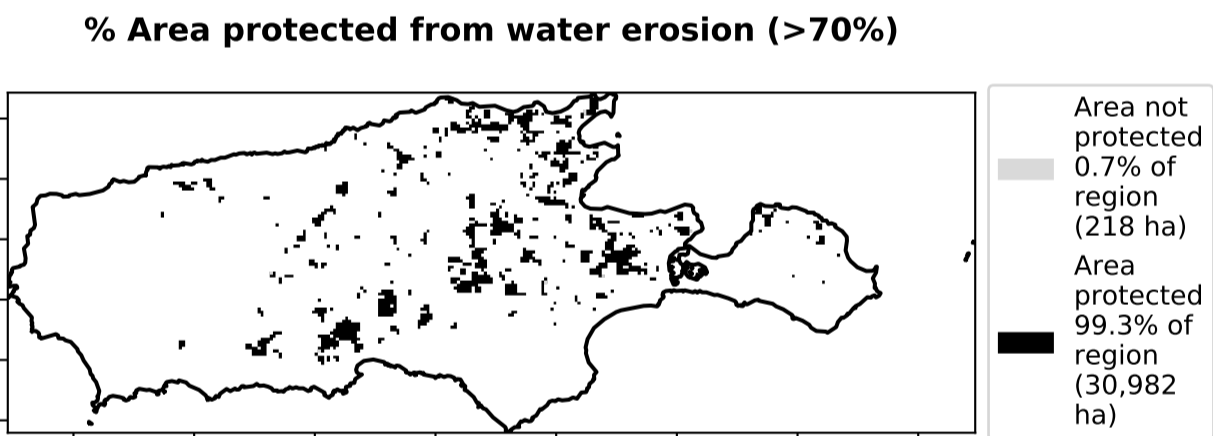 % Area protected from water erosion (>70%)
Area not
protected
0.7% of
region
(218 ha)
Area
protected
99.3% of
region
(30,982
ha)